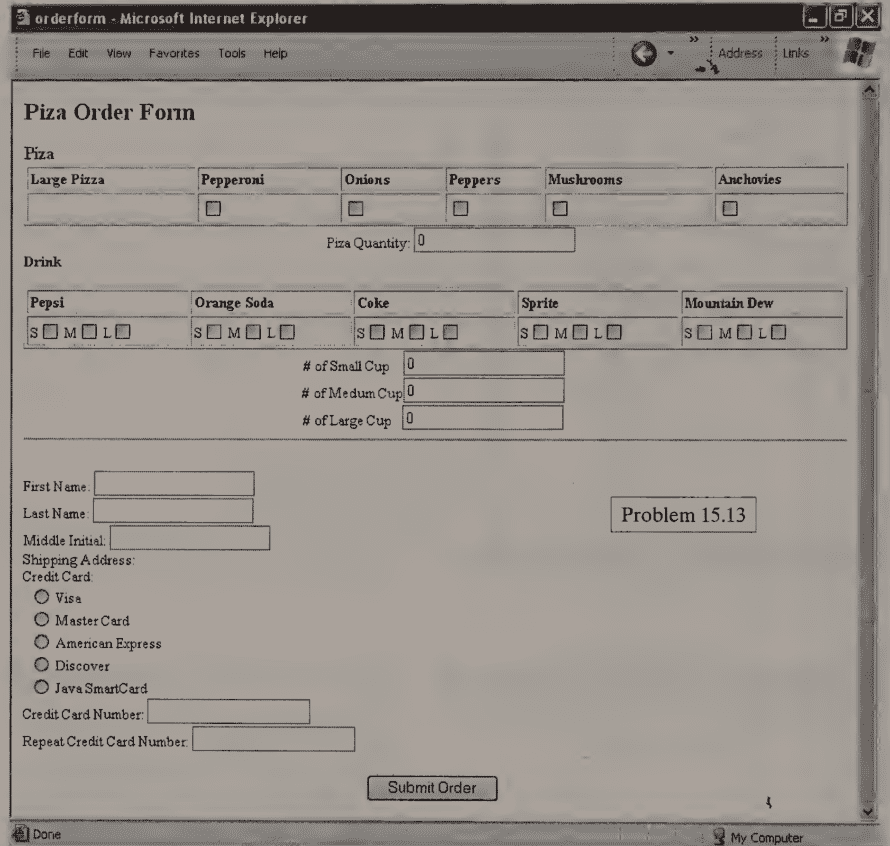 orderform - Microsoft Internet Explorer
File Edit View Favorites Tools Help
» Address Links »
Piza Order Form
Piza
Large Pizza Pepperoni Onions Peppers Mushrooms Anchovies
Piza Quantity: 0
Drink
Pepsi Orange Soda Coke Sprite Mountain Dew
S M L S M L S M L S M L S M L
# of Small Cup 0
# of Medum Cup 0
# of Large Cup 0
First Name:
Last Name:
Problem 15.13
Middle Initial:
Shipping Address:
Credit Card:
Visa
Master Card
American Express
Discover
Java SmartCard
Credit Card Number:
Repeat Credit Card Number:
Submit Order
Done My Computer